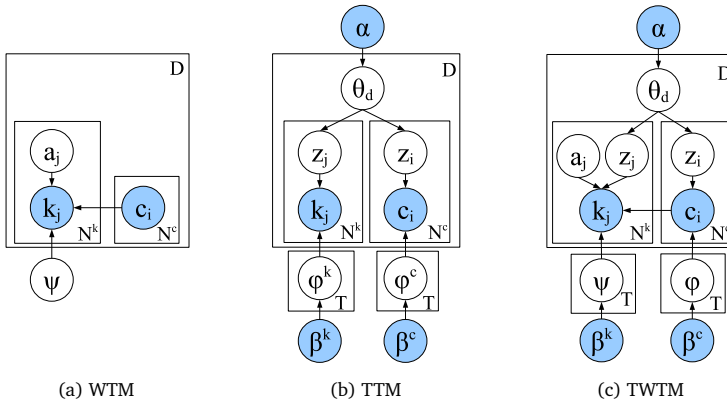 α
α
D
D
D
θd
θd
aj
zj
zi
aj
zj
zi
kj
ci
kj
ci
kj
ci
Nk
Nc
Nk
Nc
Nk
ψ
φk
φc
ψ
φ
T
T
T
T
βk
βc
βk
βc
(a) WTM
(b) TTM
(c) TWTM